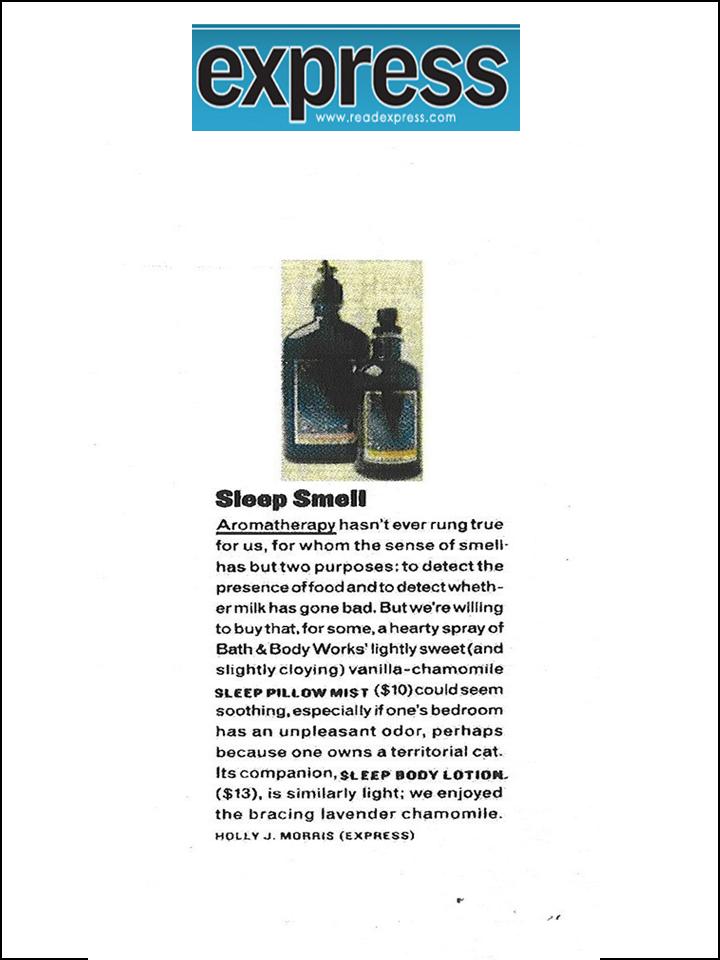 express
www.readexpress.com
Sleep Smell
Aromatherapy hasn't ever rung true
for us, for whom the sense of smell
has but two purposes: to detect the
presence of food and to detect wheth-
er milk has gone bad. But we're willing
to buy that, for some, a hearty spray of
Bath & Body Works' lightly sweet (and
slightly cloying) vanilla-chamomile
SLEEP PILLOW MIST ($10) could seem
soothing, especially if one's bedroom
has an unpleasant odor, perhaps
because one owns a territorial cat.
Its companion, SLEEP BODY LOTION
($13), is similarly light; we enjoyed
the bracing lavender chamomile.
HOLLY J. MORRIS (EXPRESS)